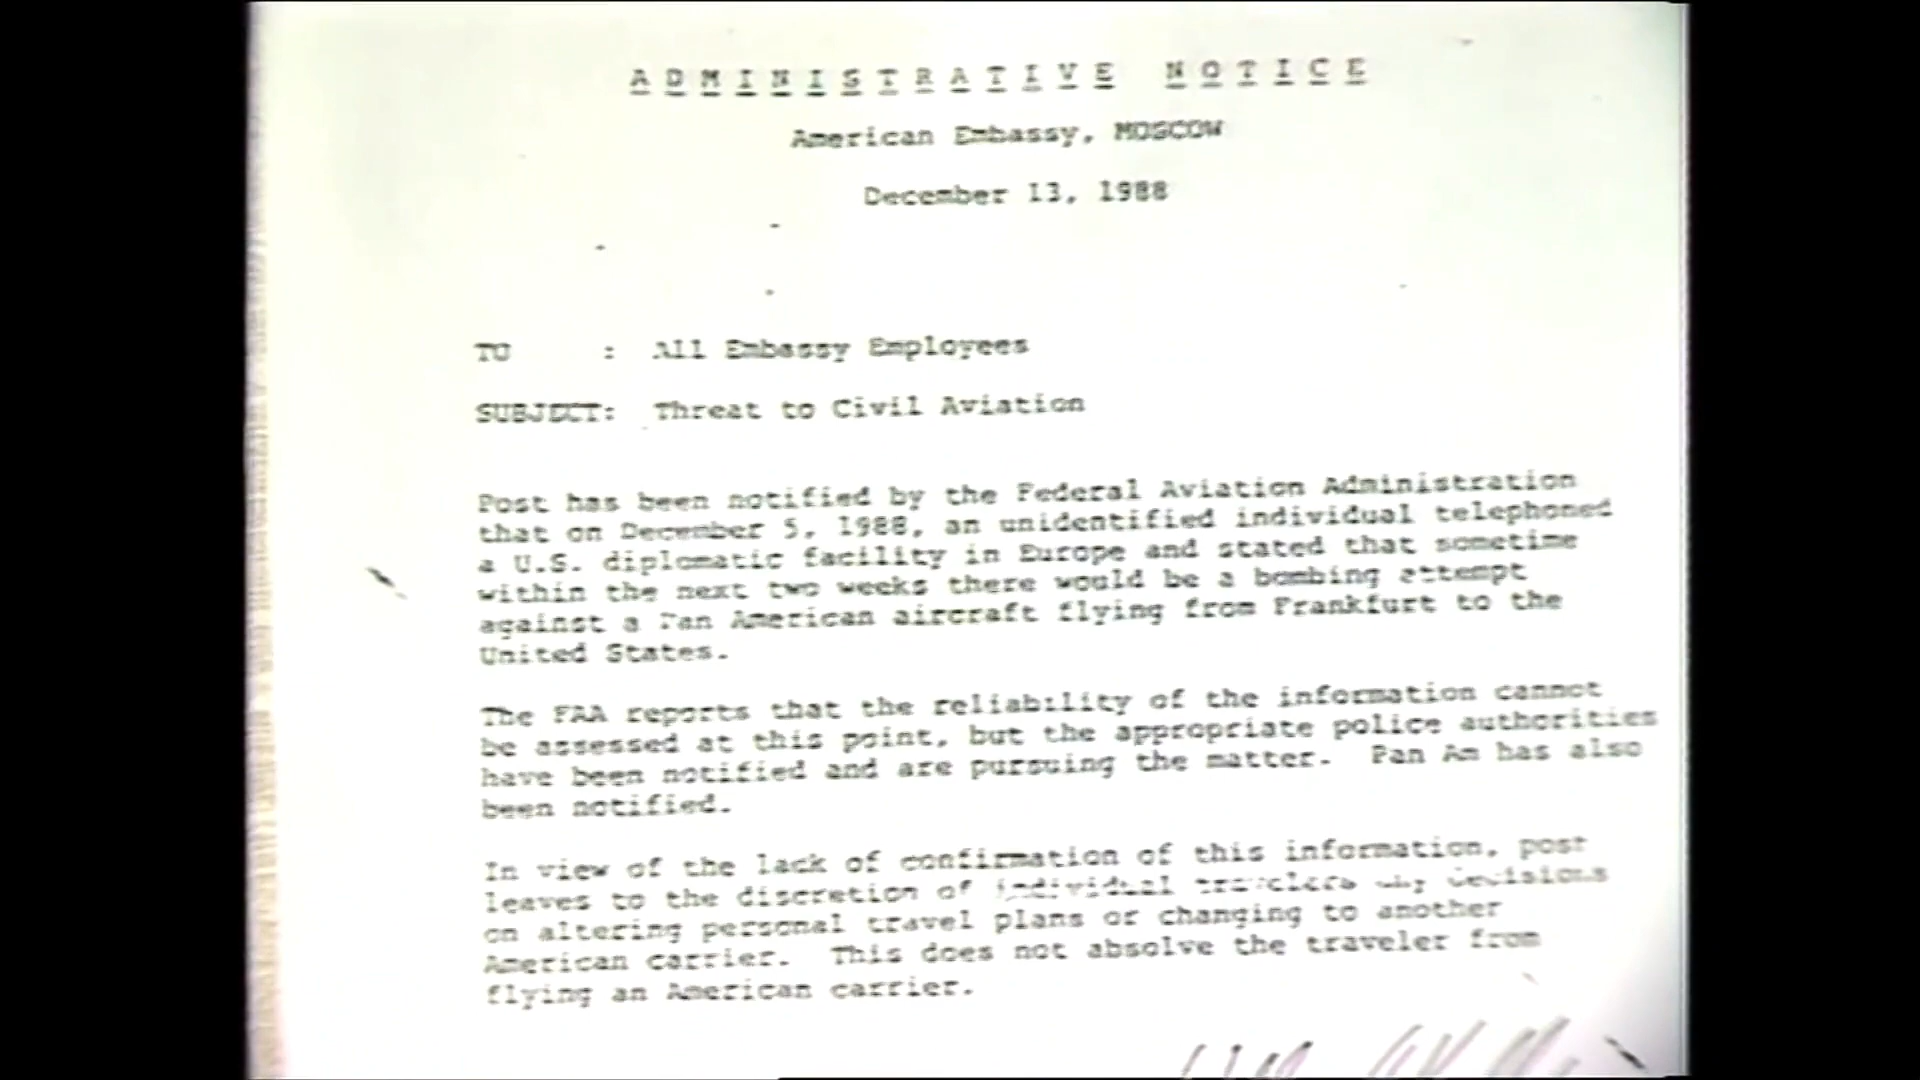 ADMINISTRATIVE NOTICE
American Embassy, MOSCOW
December 13, 1988
TO : All Embassy Employees
SUBJECT: Threat to Civil Aviation
Post has been notified by the Federal Aviation Administration
that on December 5, 1988, an unidentified individual telephoned
a U.S. diplomatic facility in Europe and stated that sometime
within the next two weeks there would be a bombing attempt
against a Pan American aircraft flying from Frankfurt to the
United States.
The FAA reports that the reliability of the information cannot
be assessed at this point, but the appropriate police authorities
have been notified and are pursuing the matter. Pan Am has also
been notified.
In view of the lack of confirmation of this information, post
leaves to the discretion of individual travelers any decisions
on altering personal travel plans or changing to another
American carrier. This does not absolve the traveler from
flying an American carrier.